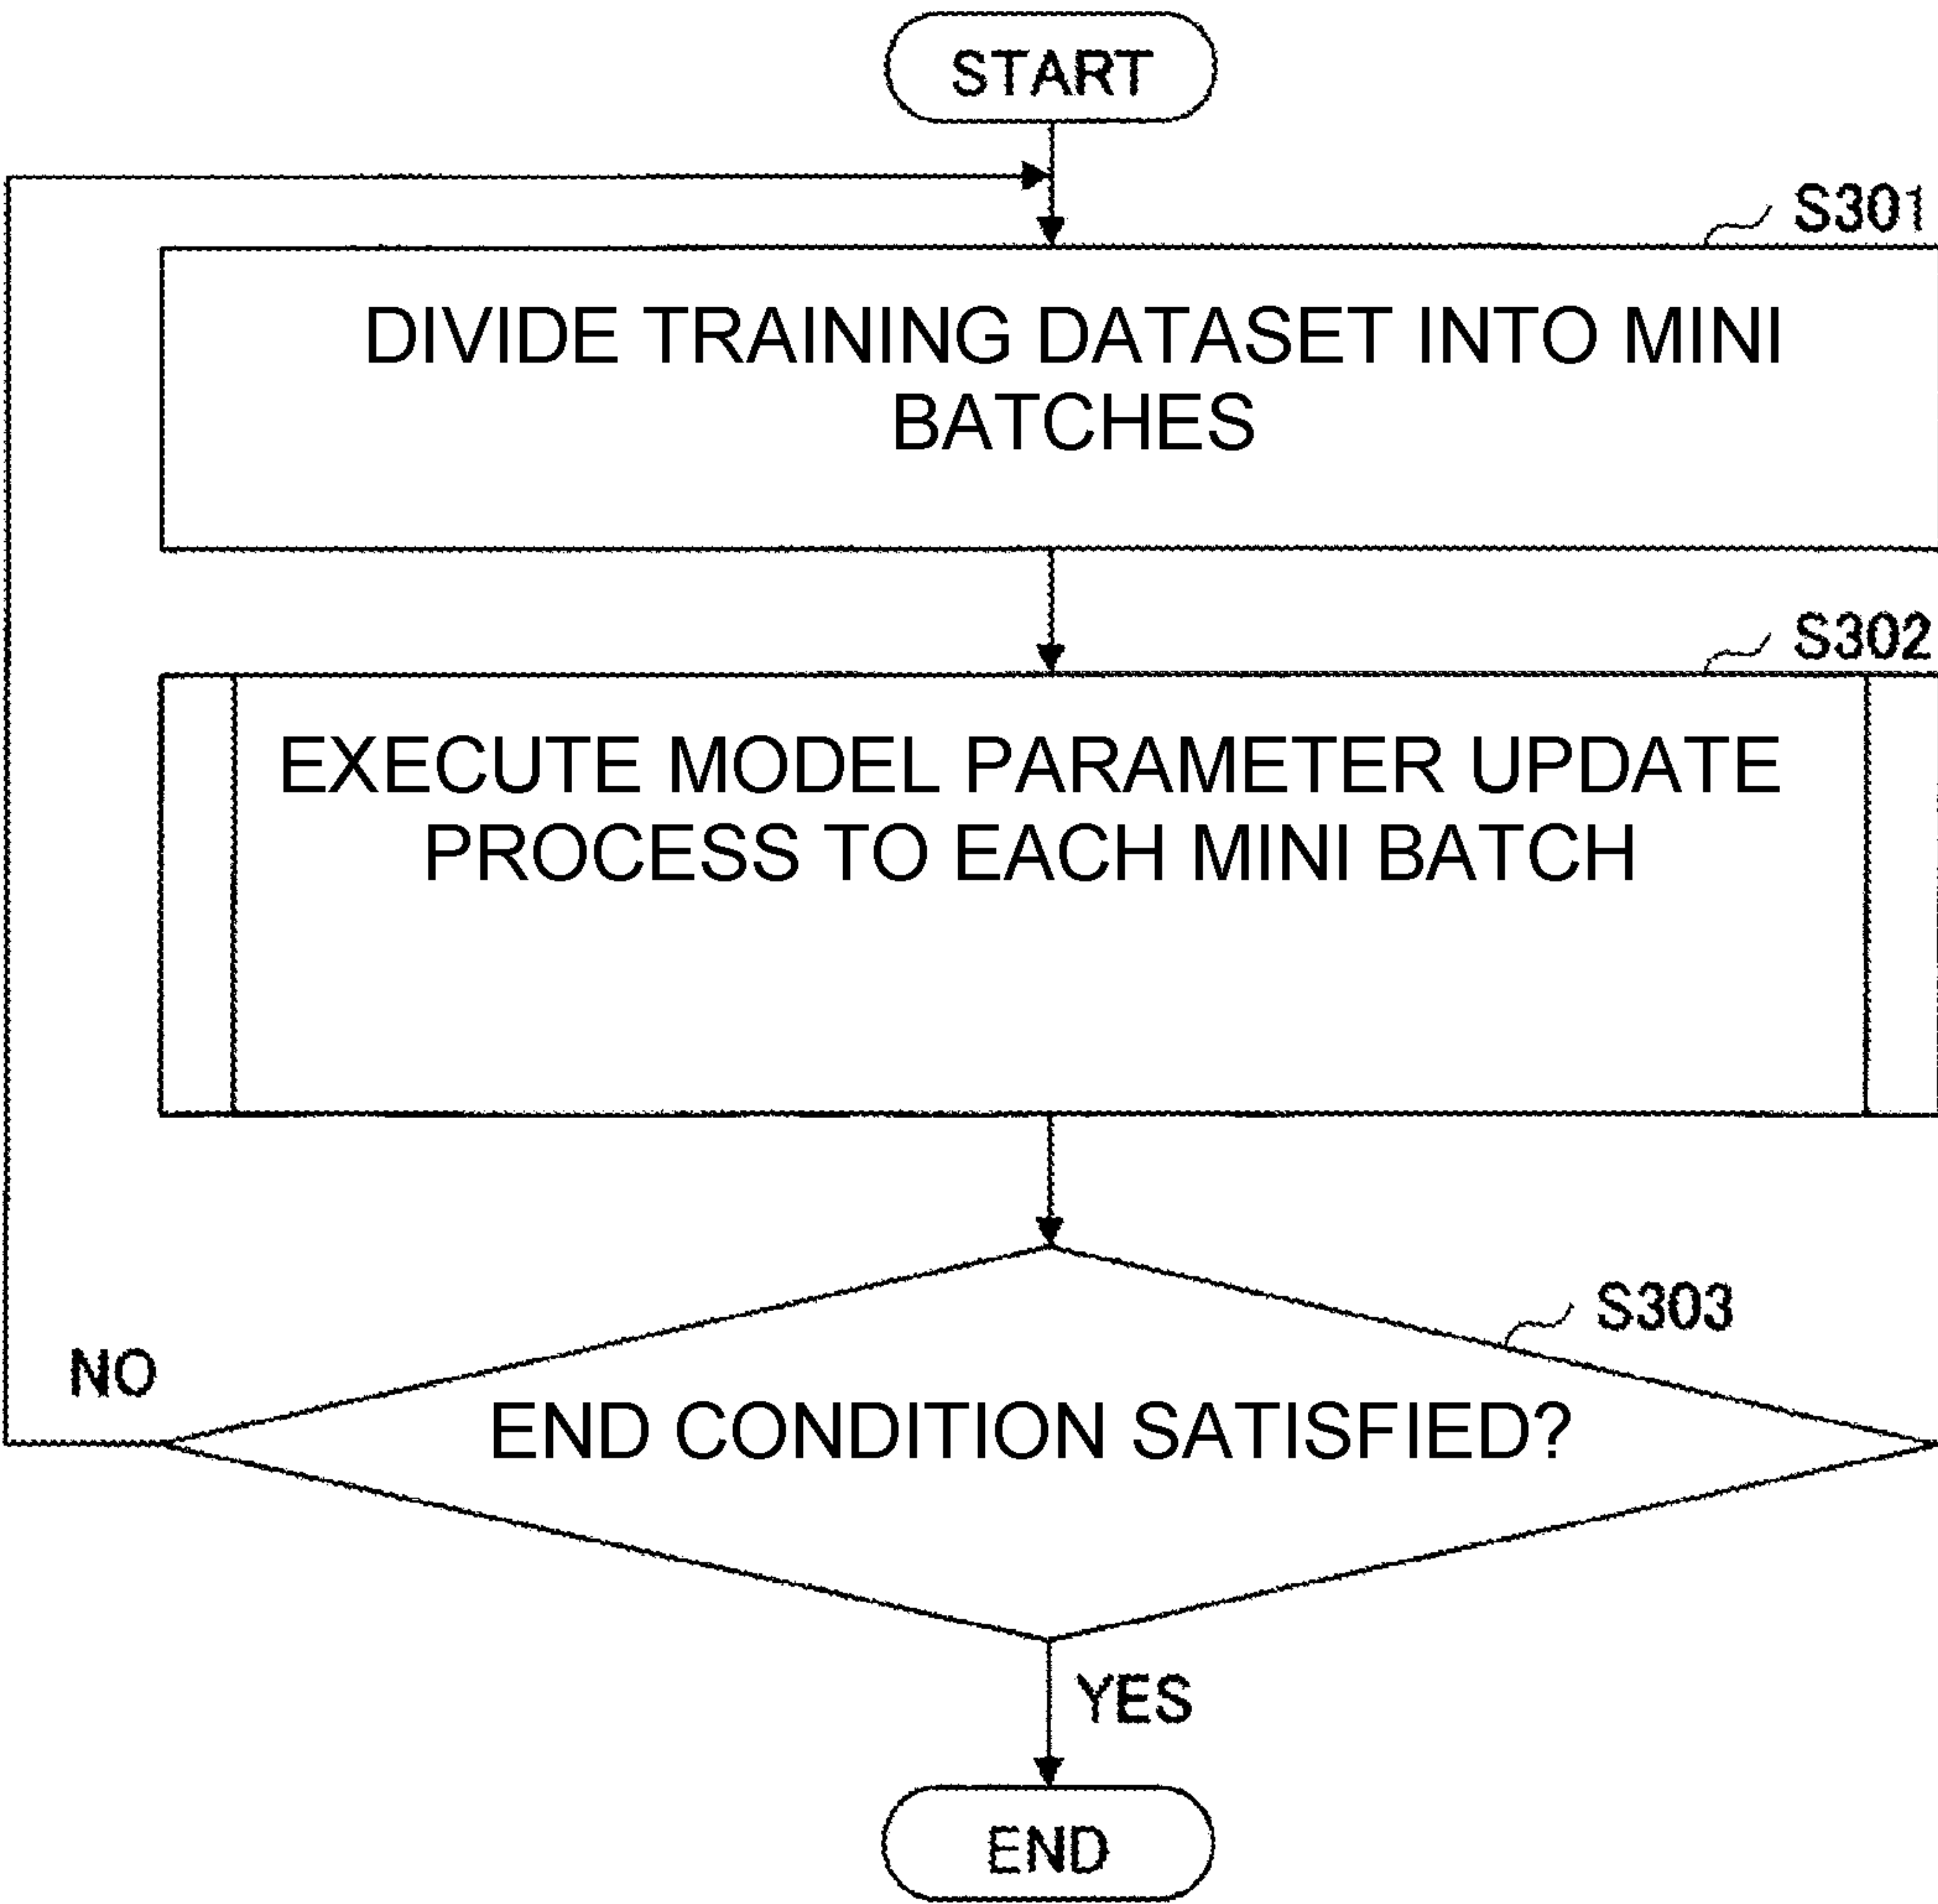 START
S301
DIVIDE TRAINING DATASET INTO MINI
BATCHES
S302
EXECUTE MODEL PARAMETER UPDATE
PROCESS TO EACH MINI BATCH
S303
NO
END CONDITION SATISFIED?
YES
END